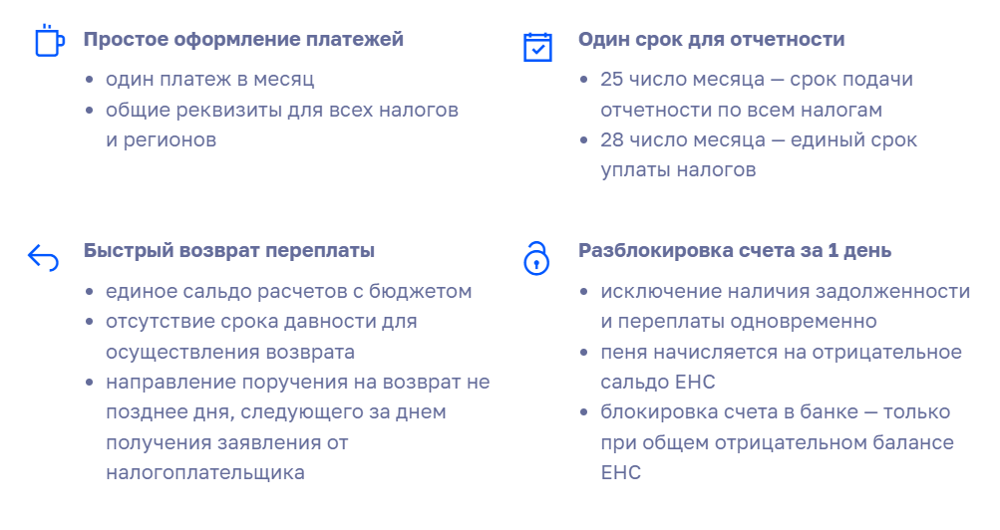 Простое оформление платежей
• один платеж в месяц
• общие реквизиты для всех налогов
и регионов
Один срок для отчетности
• 25 число месяца — срок подачи
отчетности по всем налогам
• 28 число месяца — единый срок
уплаты налогов
Быстрый возврат переплаты
• единое сальдо расчетов с бюджетом
• отсутствие срока давности для
осуществления возврата
• направление поручения на возврат не
позднее дня, следующего за днем
получения заявления от
налогоплательщика
Разблокировка счета за 1 день
• исключение наличия задолженности
и переплаты одновременно
• пеня начисляется на отрицательное
сальдо ЕНС
• блокировка счета в банке — только
при общем отрицательном балансе
ЕНС